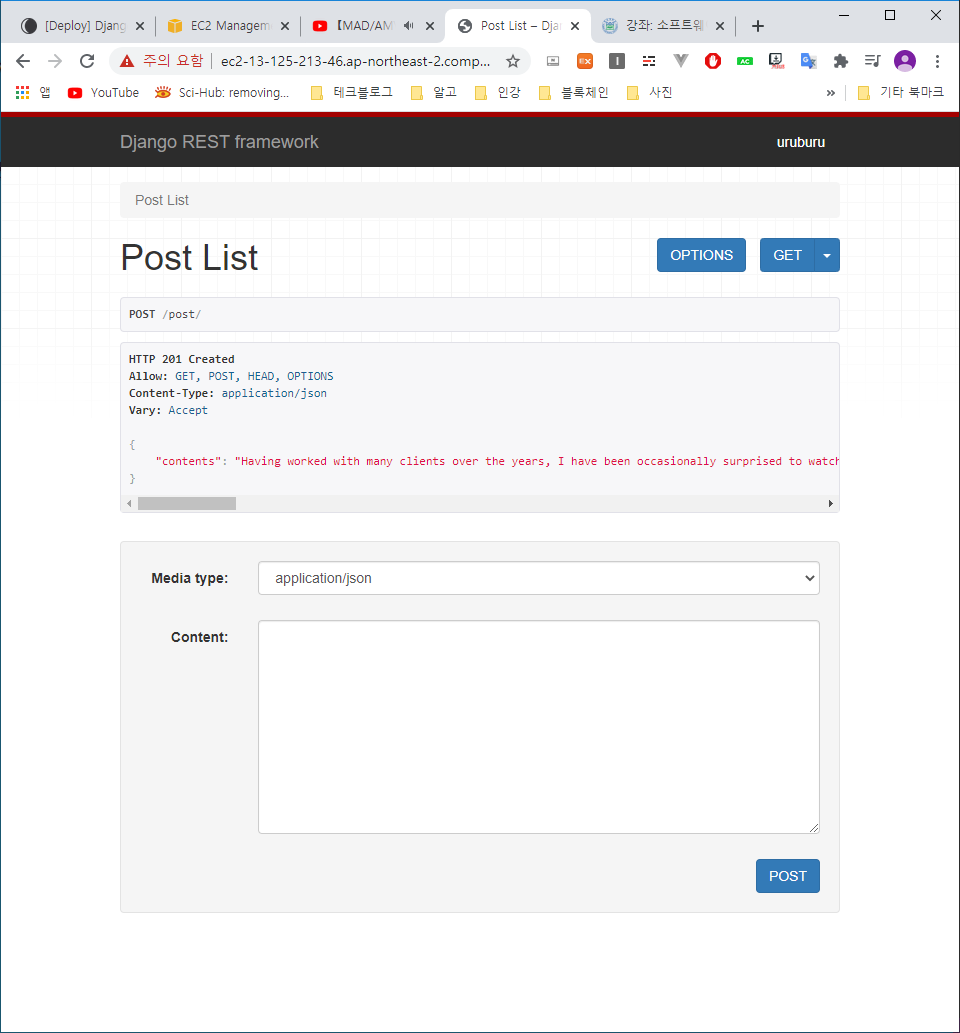 [Deploy] Djang
EC2 Managem
【MAD/AM
Post List – Djan
강좌: 소프트웨
주의 요함 | ec2-13-125-213-46.ap-northeast-2.comp...
앱 YouTube Sci-Hub: removing... 테크블로그 알고 인강 블록체인 사진 » 기타 북마크
Django REST framework uruburu
Post List
Post List OPTIONS GET
POST /post/
HTTP 201 Created
Allow: GET, POST, HEAD, OPTIONS
Content-Type: application/json
Vary: Accept
{
"contents": "Having worked with many clients over the years, I have been occasionally surprised to watch
}
Media type: application/json
Content:
POST